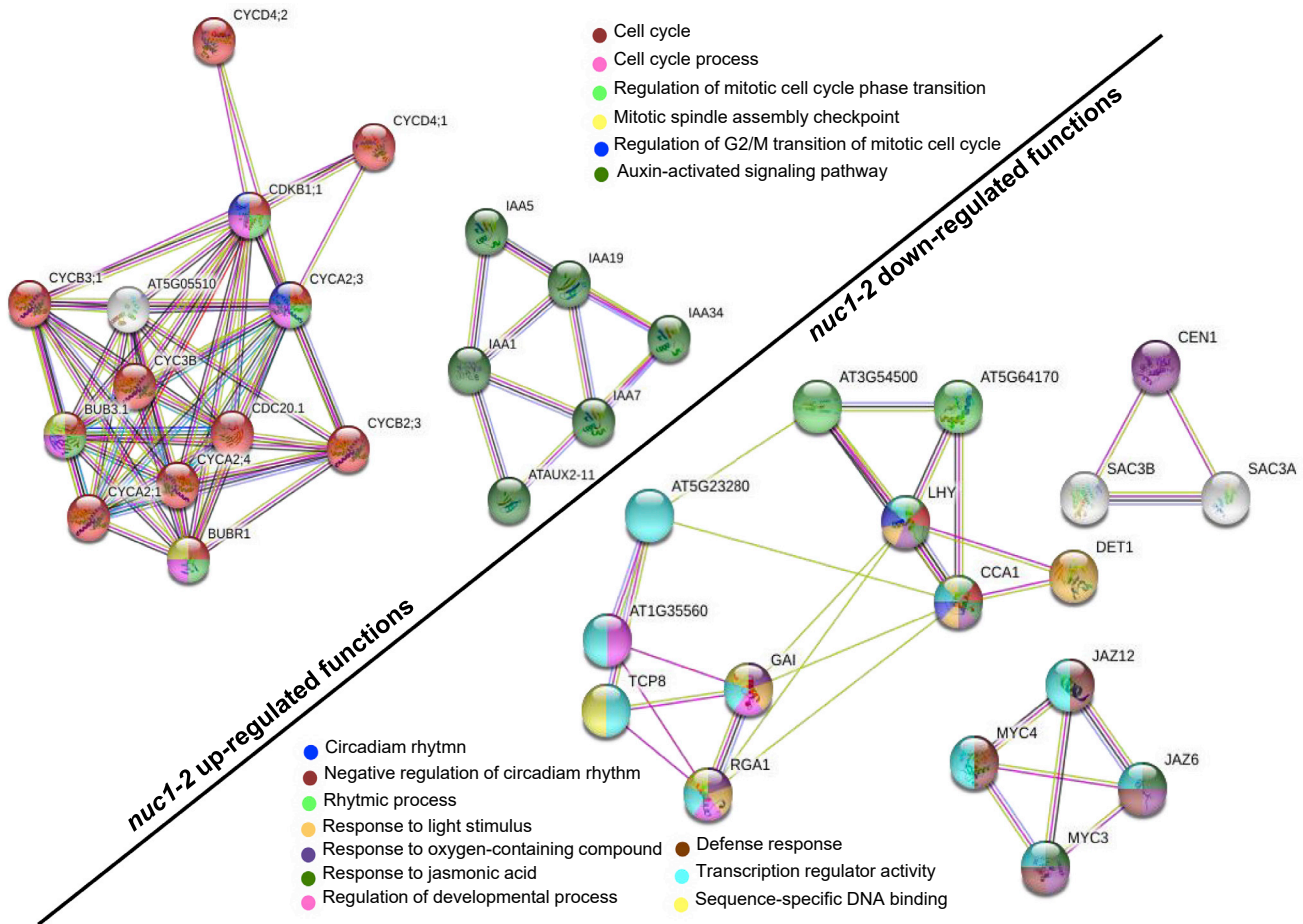 CYCD4;2
CYCD4;1
CDKB1;1
CYCB3;1
AT5G05510
CYCA2;3
CYC3B
BUB3.1
CDC20.1
CYCB2;3
CYCA2;4
CYCA2;1
BUBR1
IAA5
IAA19
IAA34
IAA1
IAA7
ATAUX2-11
Cell cycle
Cell cycle process
Regulation of mitotic cell cycle phase transition
Mitotic spindle assembly checkpoint
Regulation of G2/M transition of mitotic cell cycle
Auxin-activated signaling pathway
nuc1-2 up-regulated functions
nuc1-2 down-regulated functions
CEN1
SAC3B
SAC3A
AT3G54500
AT5G64170
AT5G23280
LHY
DET1
CCA1
AT1G35560
GAI
TCP8
RGA1
JAZ12
MYC4
JAZ6
MYC3
Circadiam rhytmn
Negative regulation of circadiam rhythm
Rhytmic process
Response to light stimulus
Response to oxygen-containing compound
Response to jasmonic acid
Regulation of developmental process
Defense response
Transcription regulator activity
Sequence-specific DNA binding